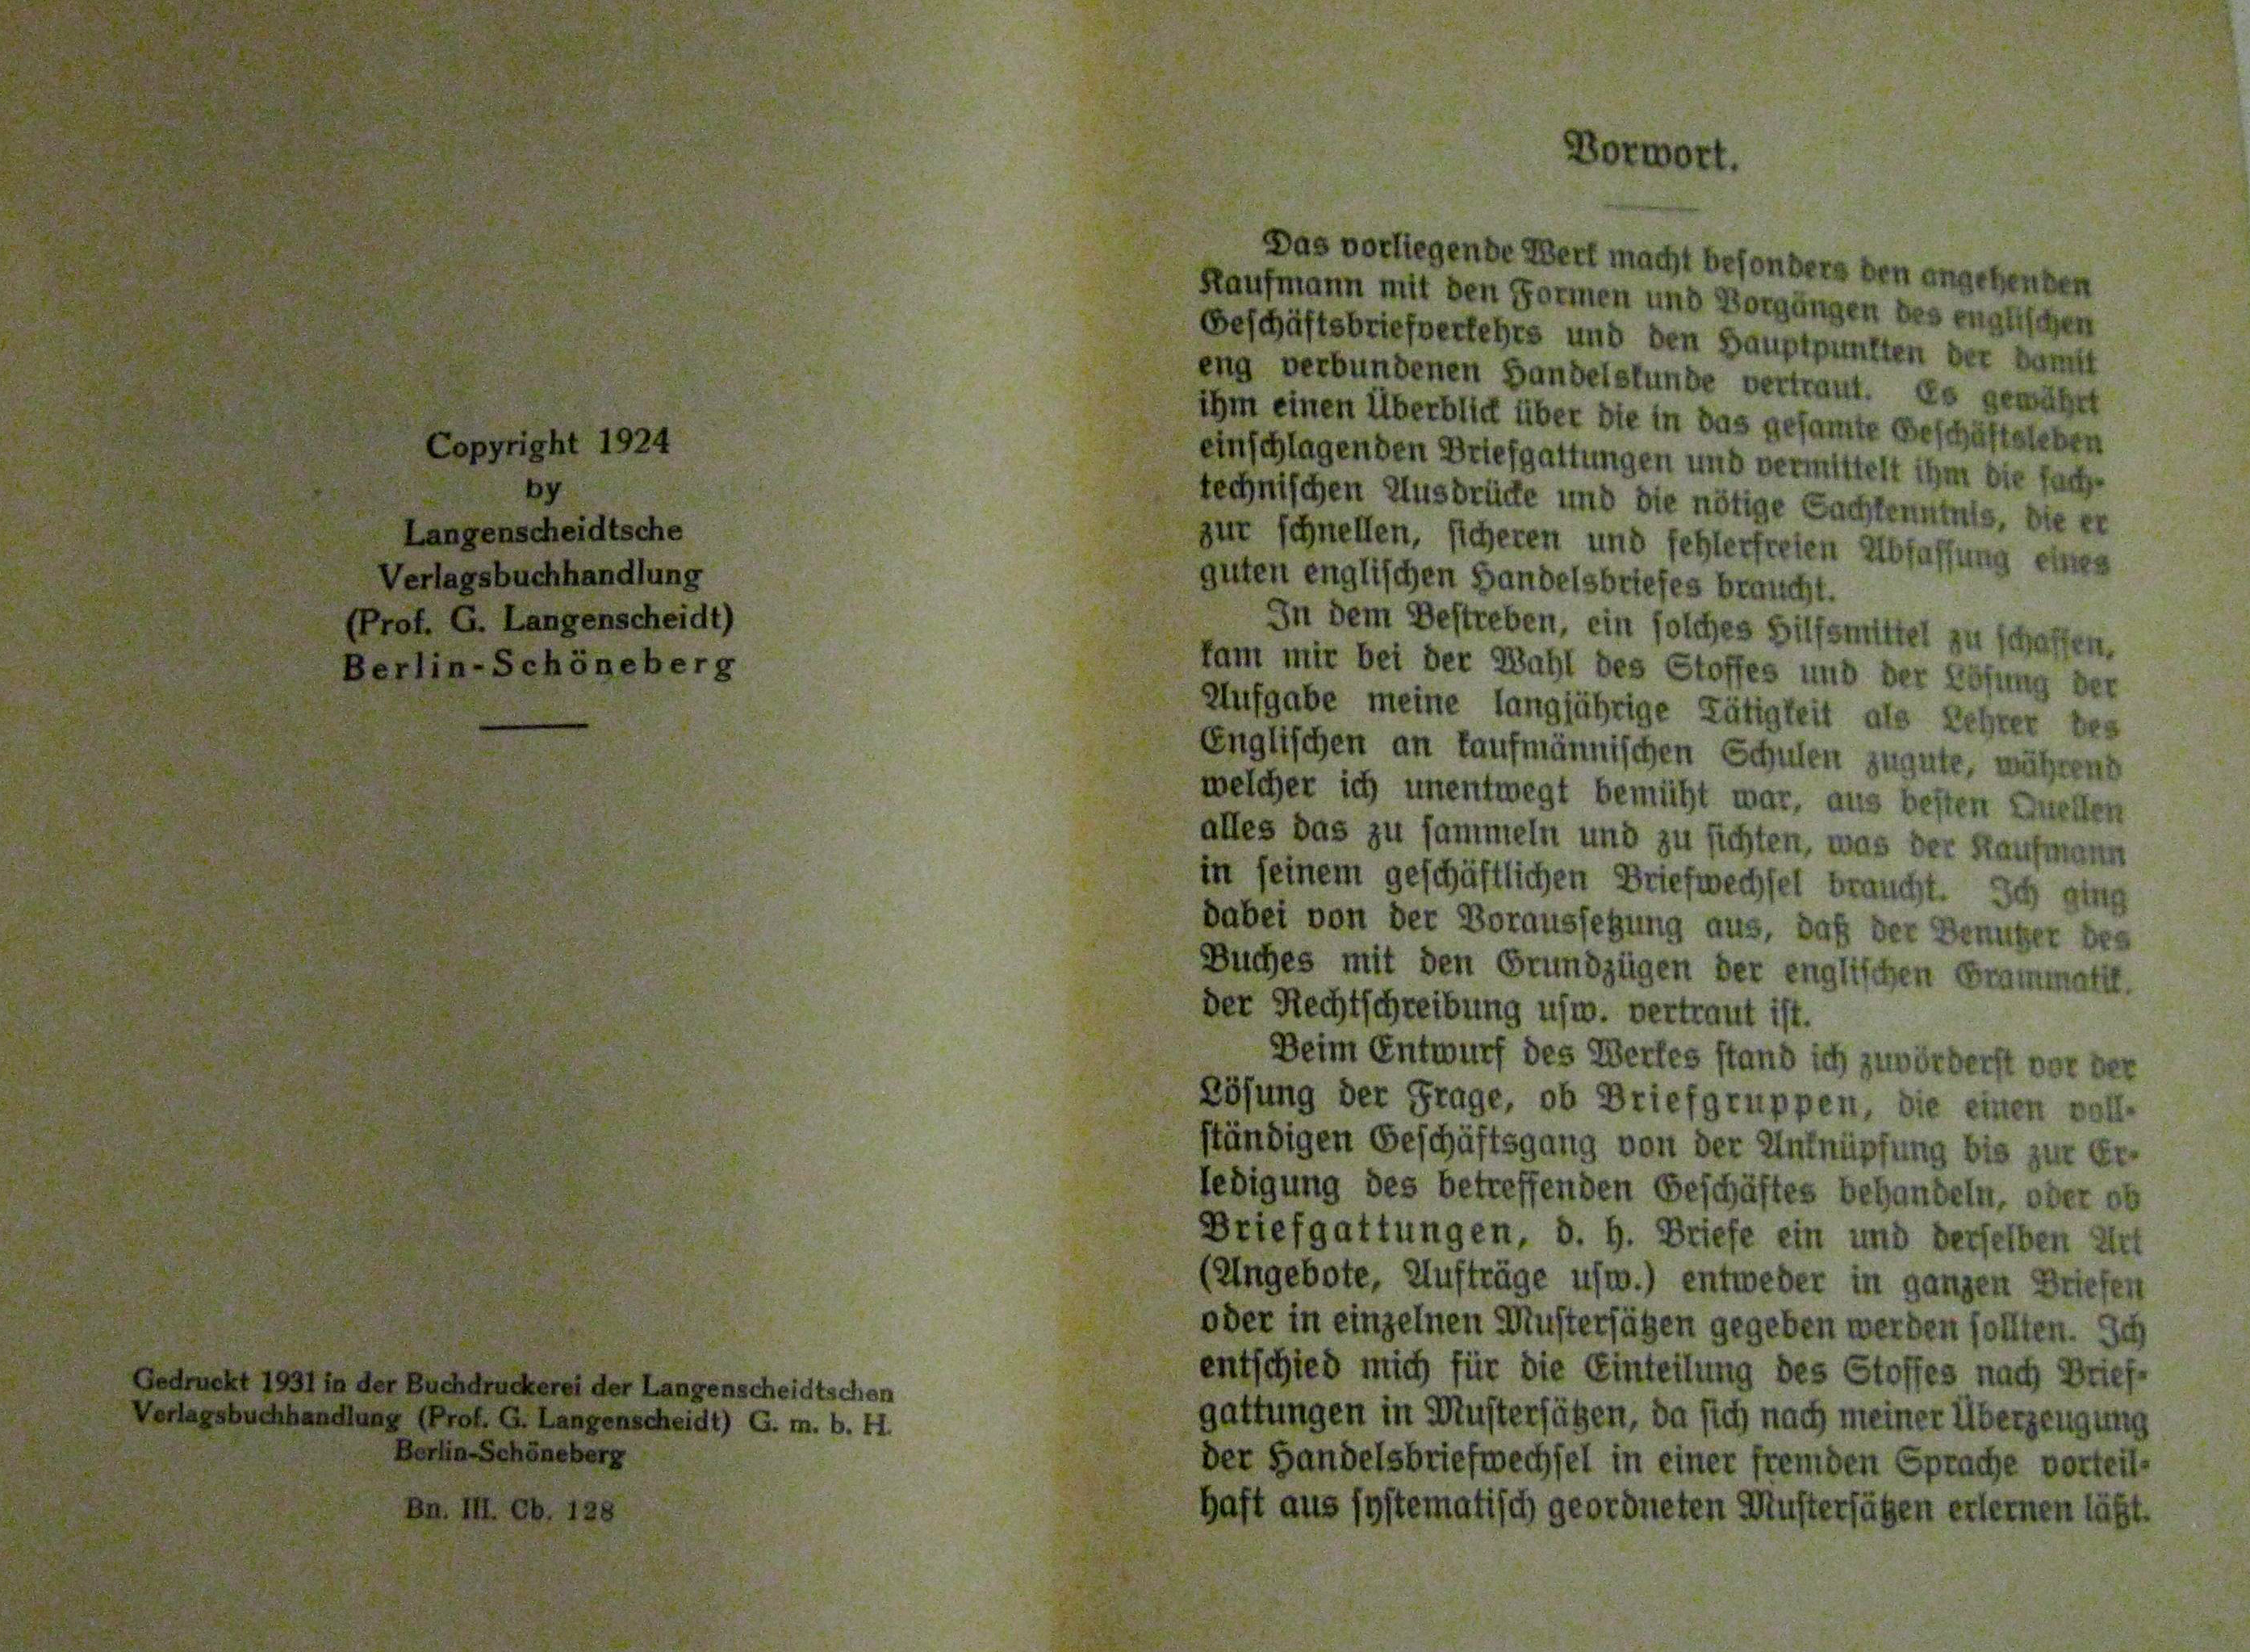 Copyright 1924
by
Langenscheidtsche
Verlagsbuchhandlung
(Prof. G. Langenscheidt)
Berlin-Schöneberg
Gedruckt 1931 in der Buchdruckerei der Langenscheidtschen
Verlagsbuchhandlung (Prof. G. Langenscheidt) G. m. b. H.
Berlin-Schöneberg
Bn. III. Cb. 128
Vorwort.
Das vorliegende Werk macht besonders den angehenden
Kaufmann mit den Formen und Vorgängen des englischen
Geschäftsbriefverkehrs und den Hauptpunkten der damit
eng verbundenen Handelskunde vertraut. Es gewährt
ihm einen Überblick über die in das gesamte Geschäftsleben
einschlagenden Briefgattungen und vermittelt ihm die fach-
technischen Ausdrücke und die nötige Sachkenntnis, die er
zur schnellen, sicheren und fehlerfreien Abfassung eines
guten englischen Handelsbriefes braucht.
In dem Bestreben, ein solches Hilfsmittel zu schaffen,
kam mir bei der Wahl des Stoffes und der Lösung der
Aufgabe meine langjährige Tätigkeit als Lehrer des
Englischen an kaufmännischen Schulen zugute, während
welcher ich unentwegt bemüht war, aus besten Quellen
alles das zu sammeln und zu sichten, was der Kaufmann
in seinem geschäftlichen Briefwechsel braucht. Ich ging
dabei von der Voraussetzung aus, daß der Benutzer des
Buches mit den Grundzügen der englischen Grammatik,
der Rechtschreibung usw. vertraut ist.
Beim Entwurf des Werkes stand ich zuvörderst vor der
Lösung der Frage, ob Briefgruppen, die einen voll-
ständigen Geschäftsgang von der Anknüpfung bis zur Er-
ledigung des betreffenden Geschäftes behandeln, oder ob
Briefgattungen, d. h. Briefe ein und derselben Art
(Angebote, Aufträge usw.) entweder in ganzen Briefen
oder in einzelnen Mustersätzen gegeben werden sollten. Ich
entschied mich für die Einteilung des Stoffes nach Brief-
gattungen in Mustersätzen, da sich nach meiner Überzeugung
der Handelsbriefwechsel in einer fremden Sprache vorteil-
haft aus systematisch geordneten Mustersätzen erlernen läßt.